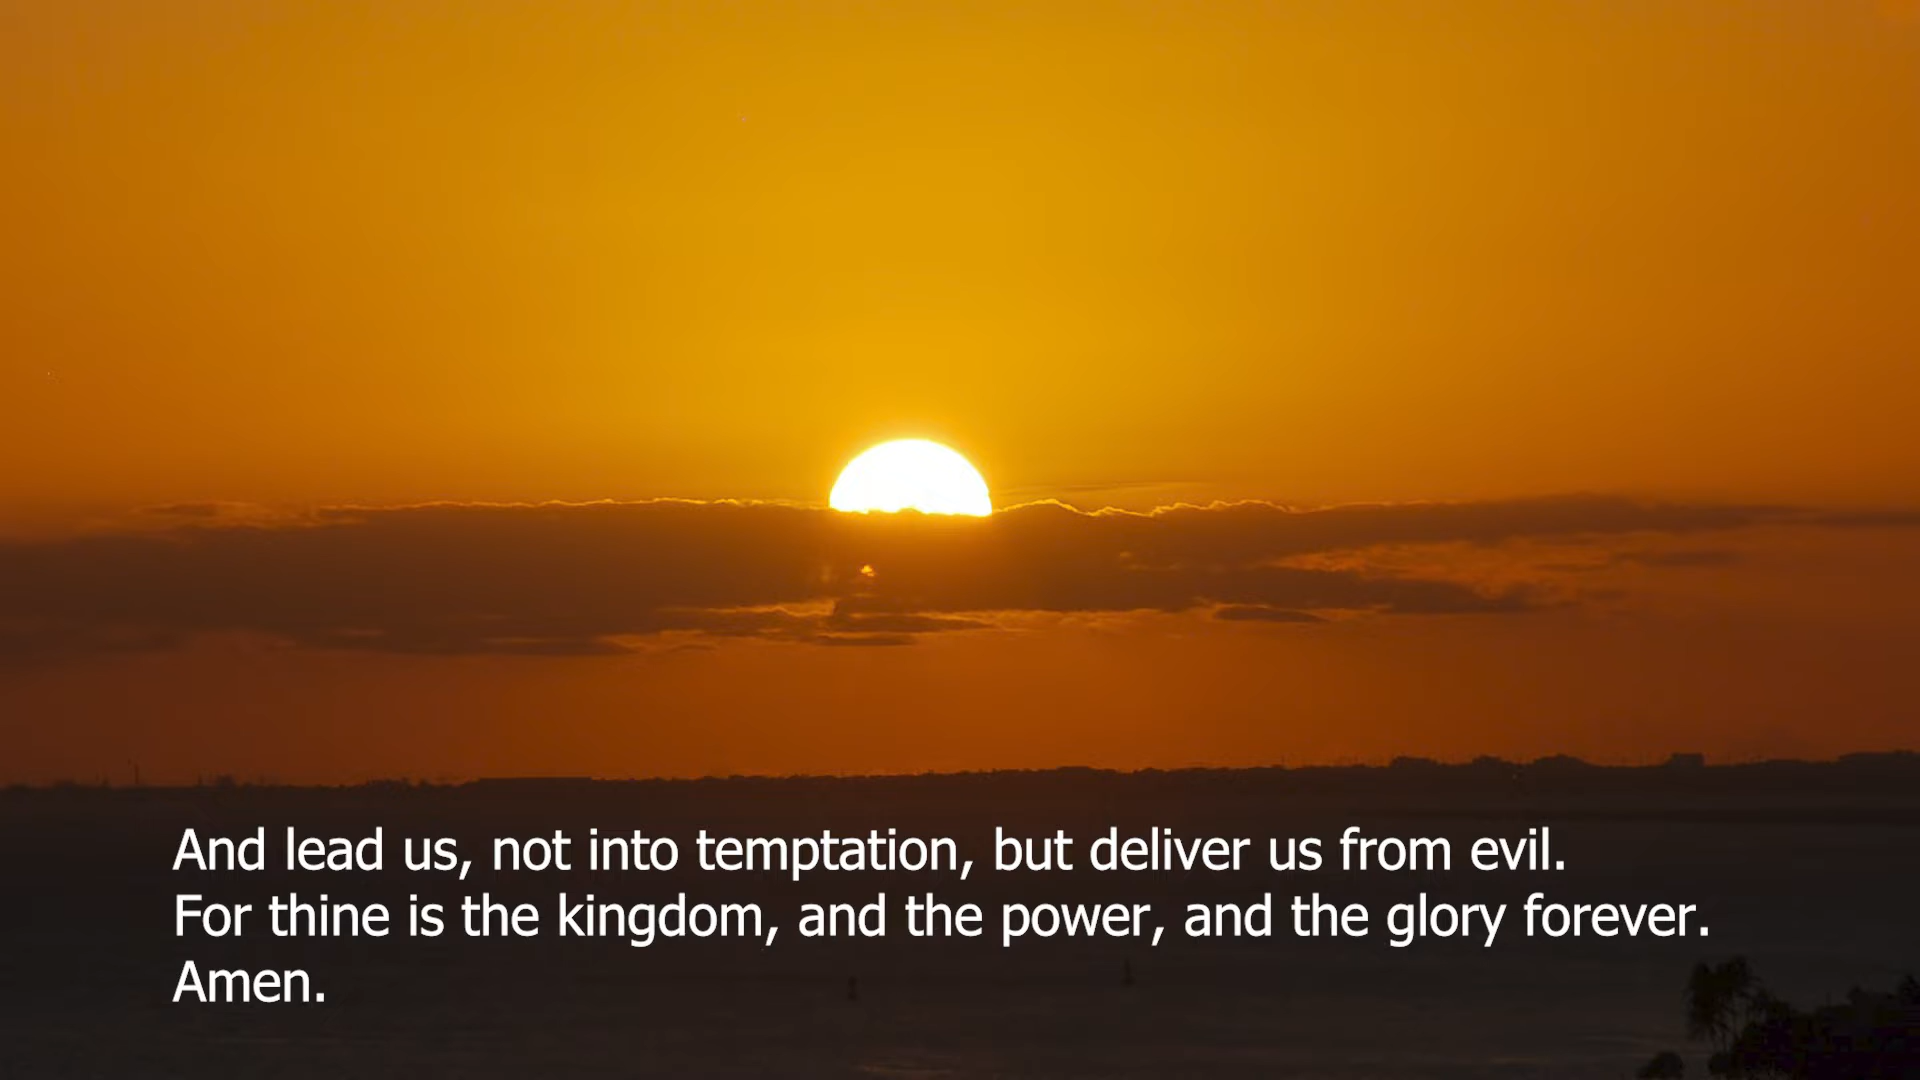 And lead us, not into temptation, but deliver us from evil.
For thine is the kingdom, and the power, and the glory forever.
Amen.